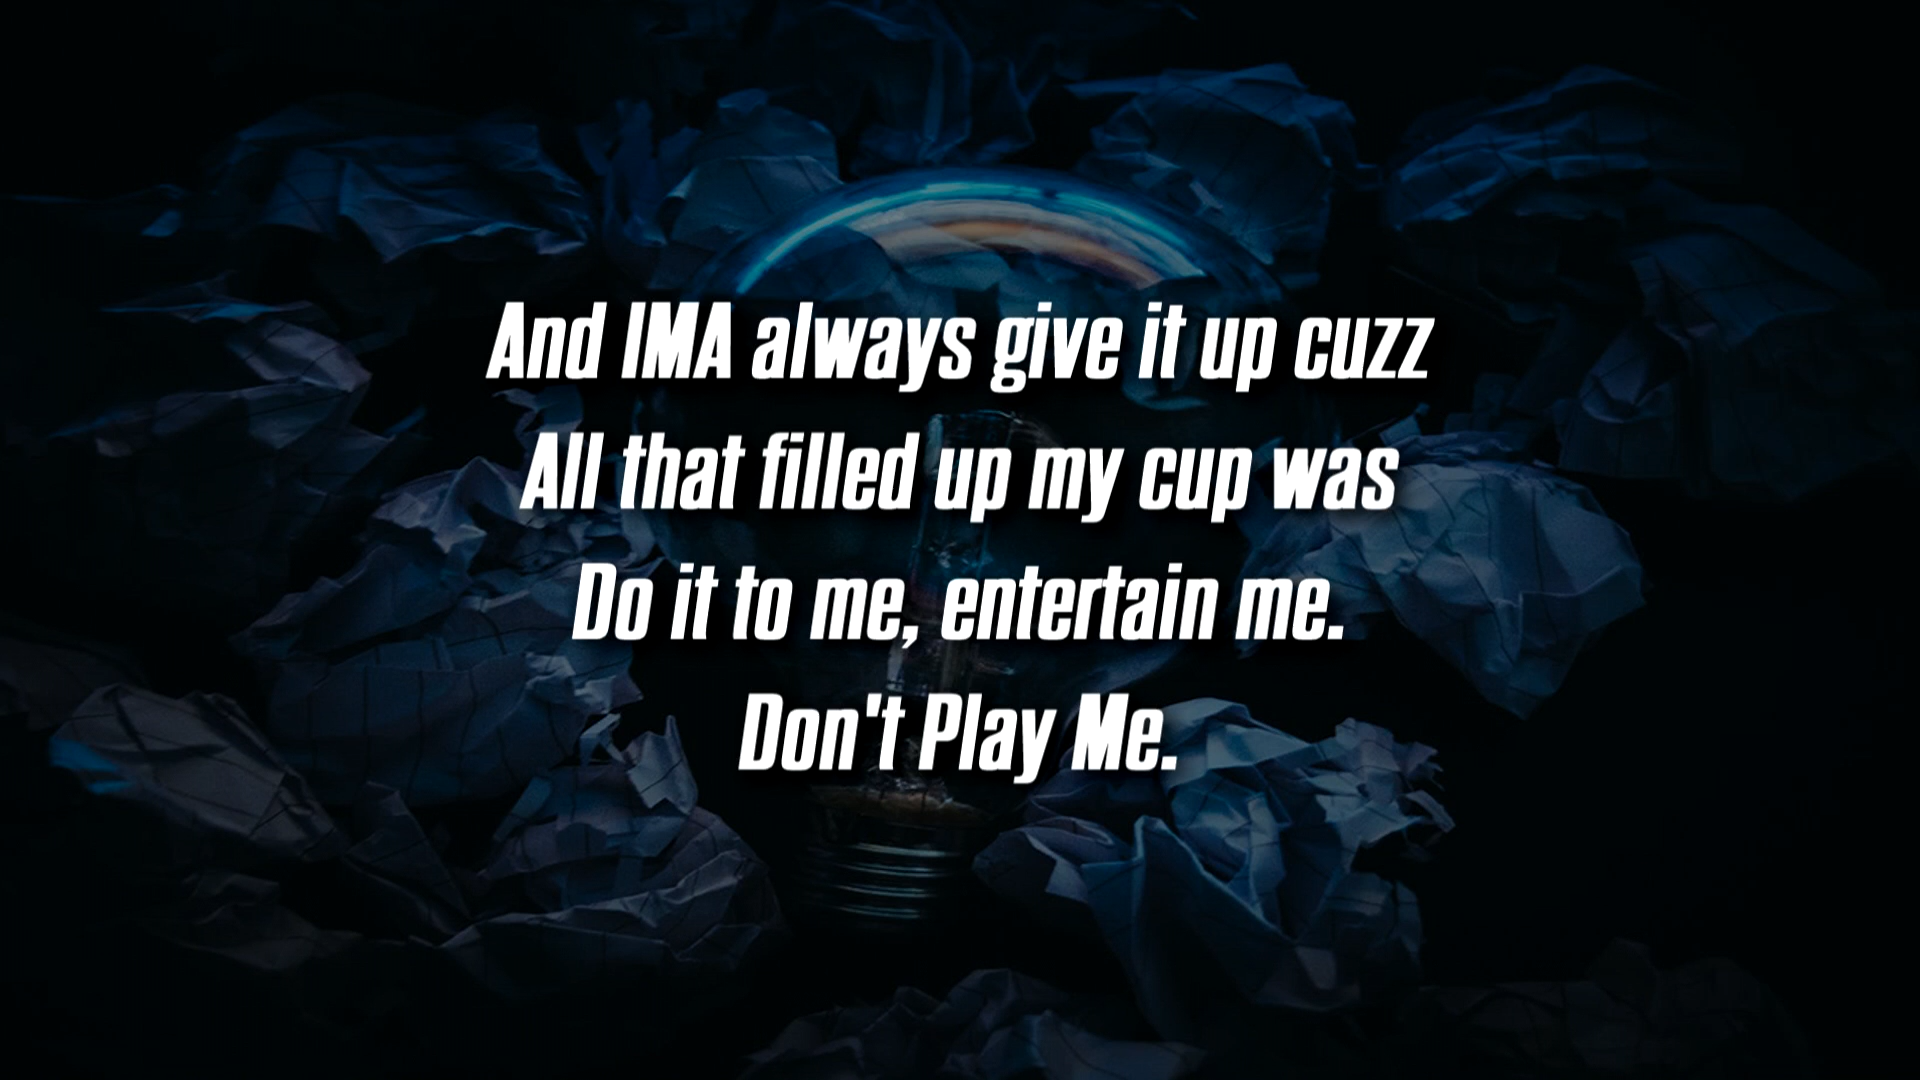 And IMA always give it up cuzz
All that filled up my cup was
Do it to me, entertain me.
Don't Play Me.